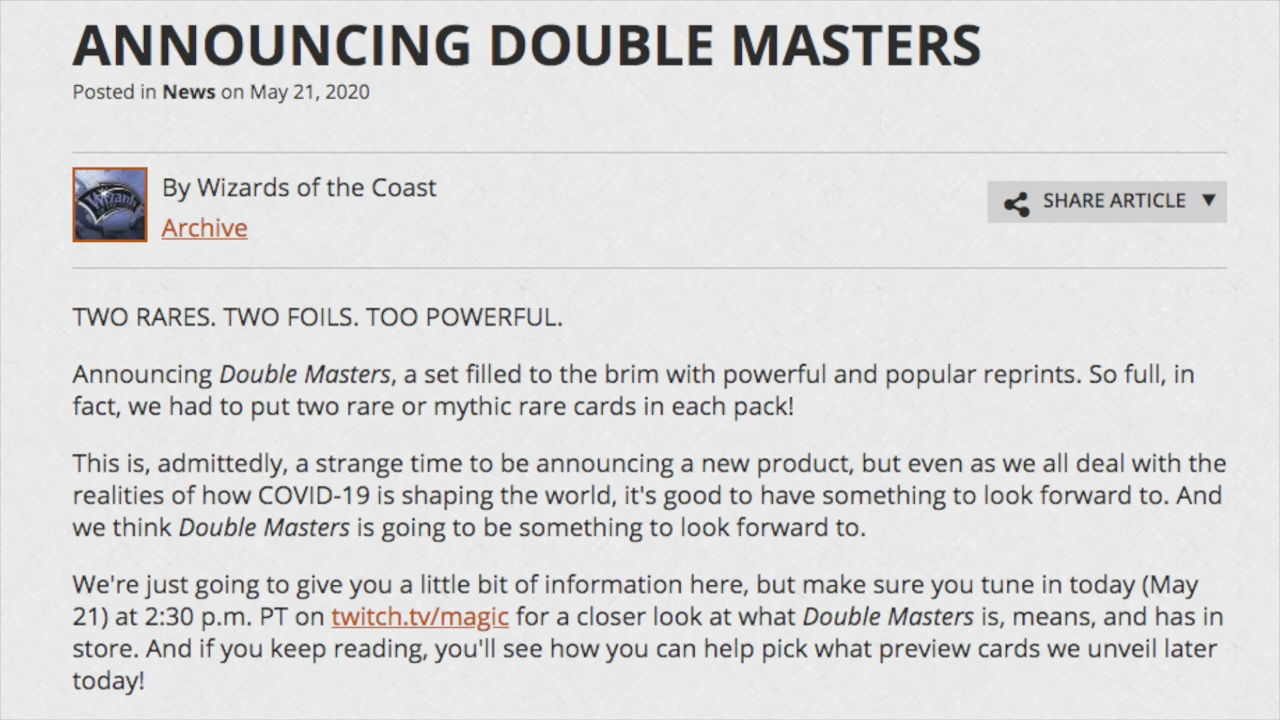 ANNOUNCING DOUBLE MASTERS
Posted in News on May 21, 2020
Wizards
By Wizards of the Coast
Archive
SHARE ARTICLE
TWO RARES. TWO FOILS. TOO POWERFUL.
Announcing Double Masters, a set filled to the brim with powerful and popular reprints. So full, in
fact, we had to put two rare or mythic rare cards in each pack!
This is, admittedly, a strange time to be announcing a new product, but even as we all deal with the
realities of how COVID-19 is shaping the world, it's good to have something to look forward to. And
we think Double Masters is going to be something to look forward to.
We're just going to give you a little bit of information here, but make sure you tune in today (May
21) at 2:30 p.m. PT on twitch.tv/magic for a closer look at what Double Masters is, means, and has in
store. And if you keep reading, you'll see how you can help pick what preview cards we unveil later
today!